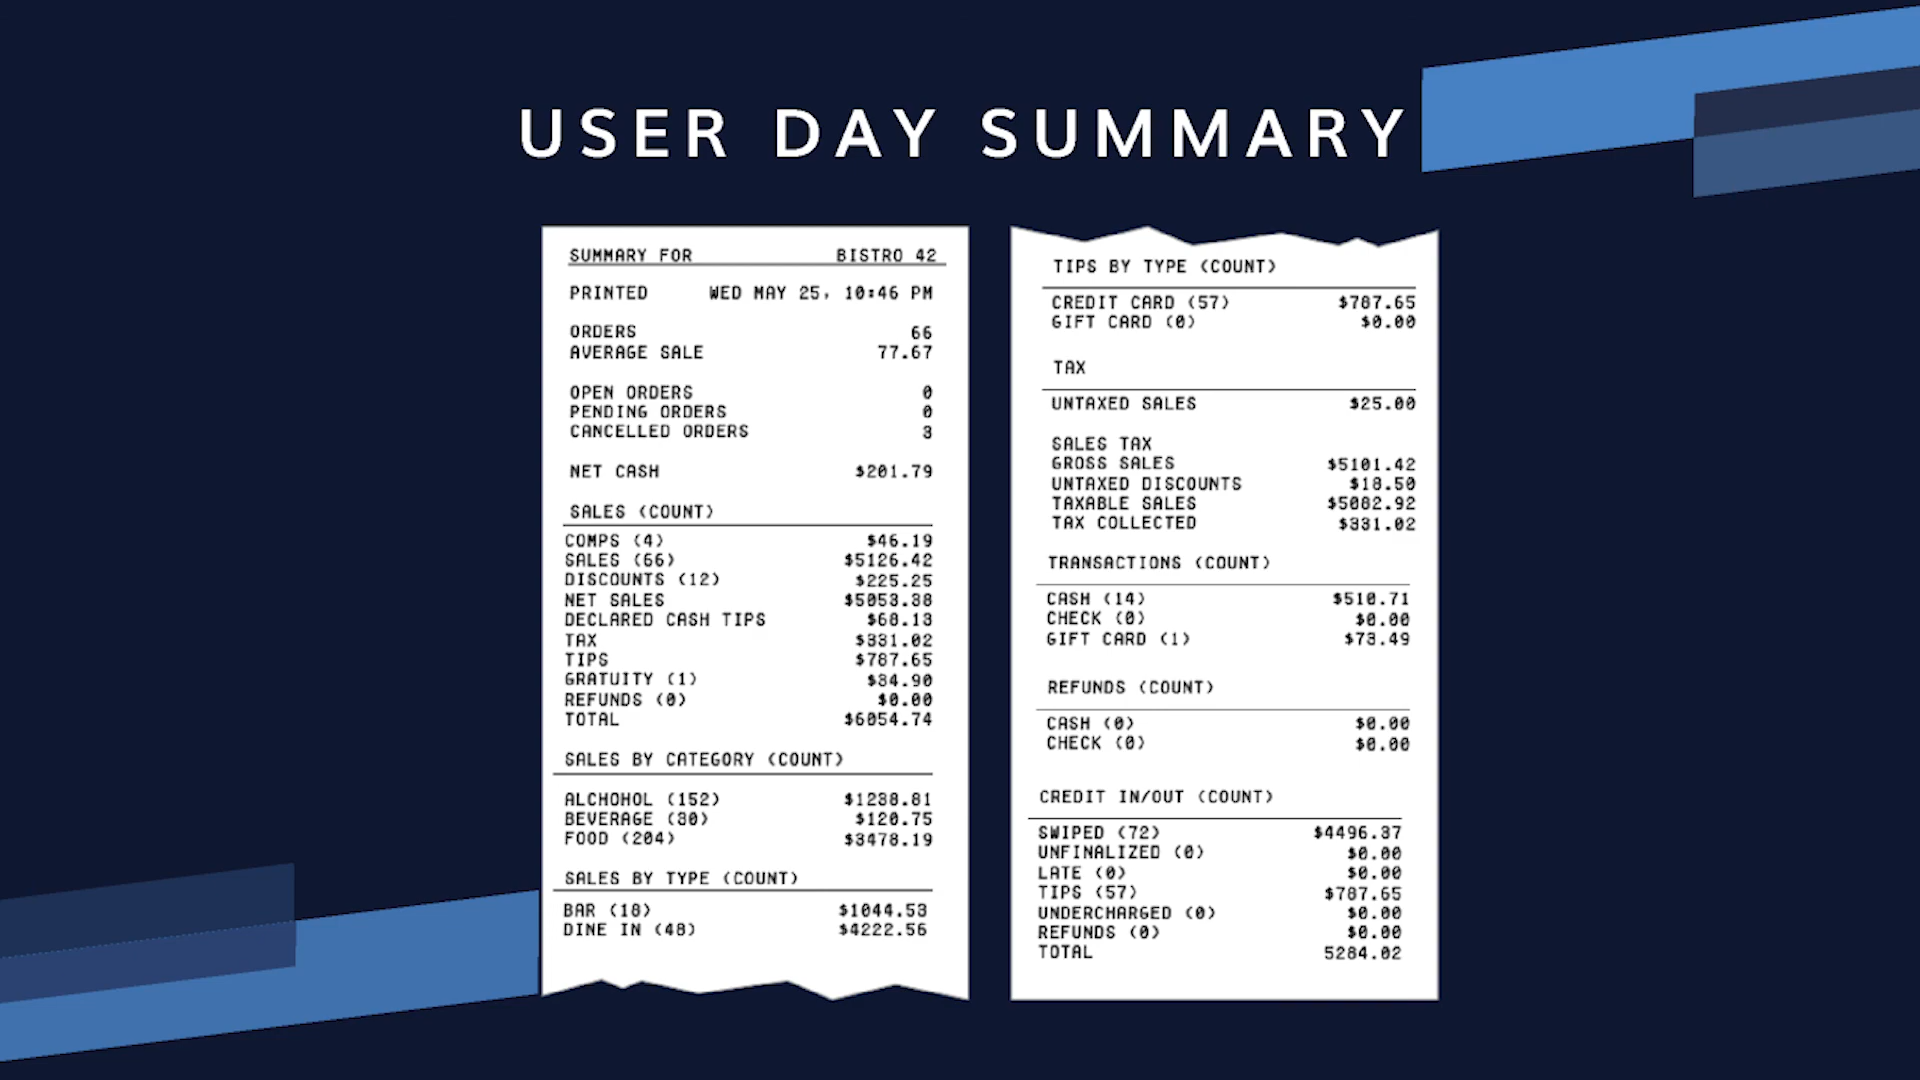 USER DAY SUMMARY
SUMMARY FOR BISTRO 42
PRINTED WED MAY 25, 10:46 PM
ORDERS 66
AVERAGE SALE 77.67
OPEN ORDERS 0
PENDING ORDERS 0
CANCELLED ORDERS 3
NET CASH $201.79
SALES (COUNT)
COMPS (4) $46.19
SALES (66) $5126.42
DISCOUNTS (12) $225.25
NET SALES $5053.38
DECLARED CASH TIPS $68.13
TAX $331.02
TIPS $787.65
GRATUITY (1) $34.90
REFUNDS (0) $0.00
TOTAL $6054.74
SALES BY CATEGORY (COUNT)
ALCHOHOL (152) $1238.81
BEVERAGE (30) $120.75
FOOD (204) $3478.19
SALES BY TYPE (COUNT)
BAR (18) $1044.53
DINE IN (48) $4222.56
TIPS BY TYPE (COUNT)
CREDIT CARD (57) $787.65
GIFT CARD (0) $0.00
TAX
UNTAXED SALES $25.00
SALES TAX
GROSS SALES $5101.42
UNTAXED DISCOUNTS $18.50
TAXABLE SALES $5082.92
TAX COLLECTED $331.02
TRANSACTIONS (COUNT)
CASH (14) $510.71
CHECK (0) $0.00
GIFT CARD (1) $73.49
REFUNDS (COUNT)
CASH (0) $0.00
CHECK (0) $0.00
CREDIT IN/OUT (COUNT)
SWIPED (72) $4496.37
UNFINALIZED (0) $0.00
LATE (0) $0.00
TIPS (57) $787.65
UNDERCHARGED (0) $0.00
REFUNDS (0) $0.00
TOTAL 5284.02